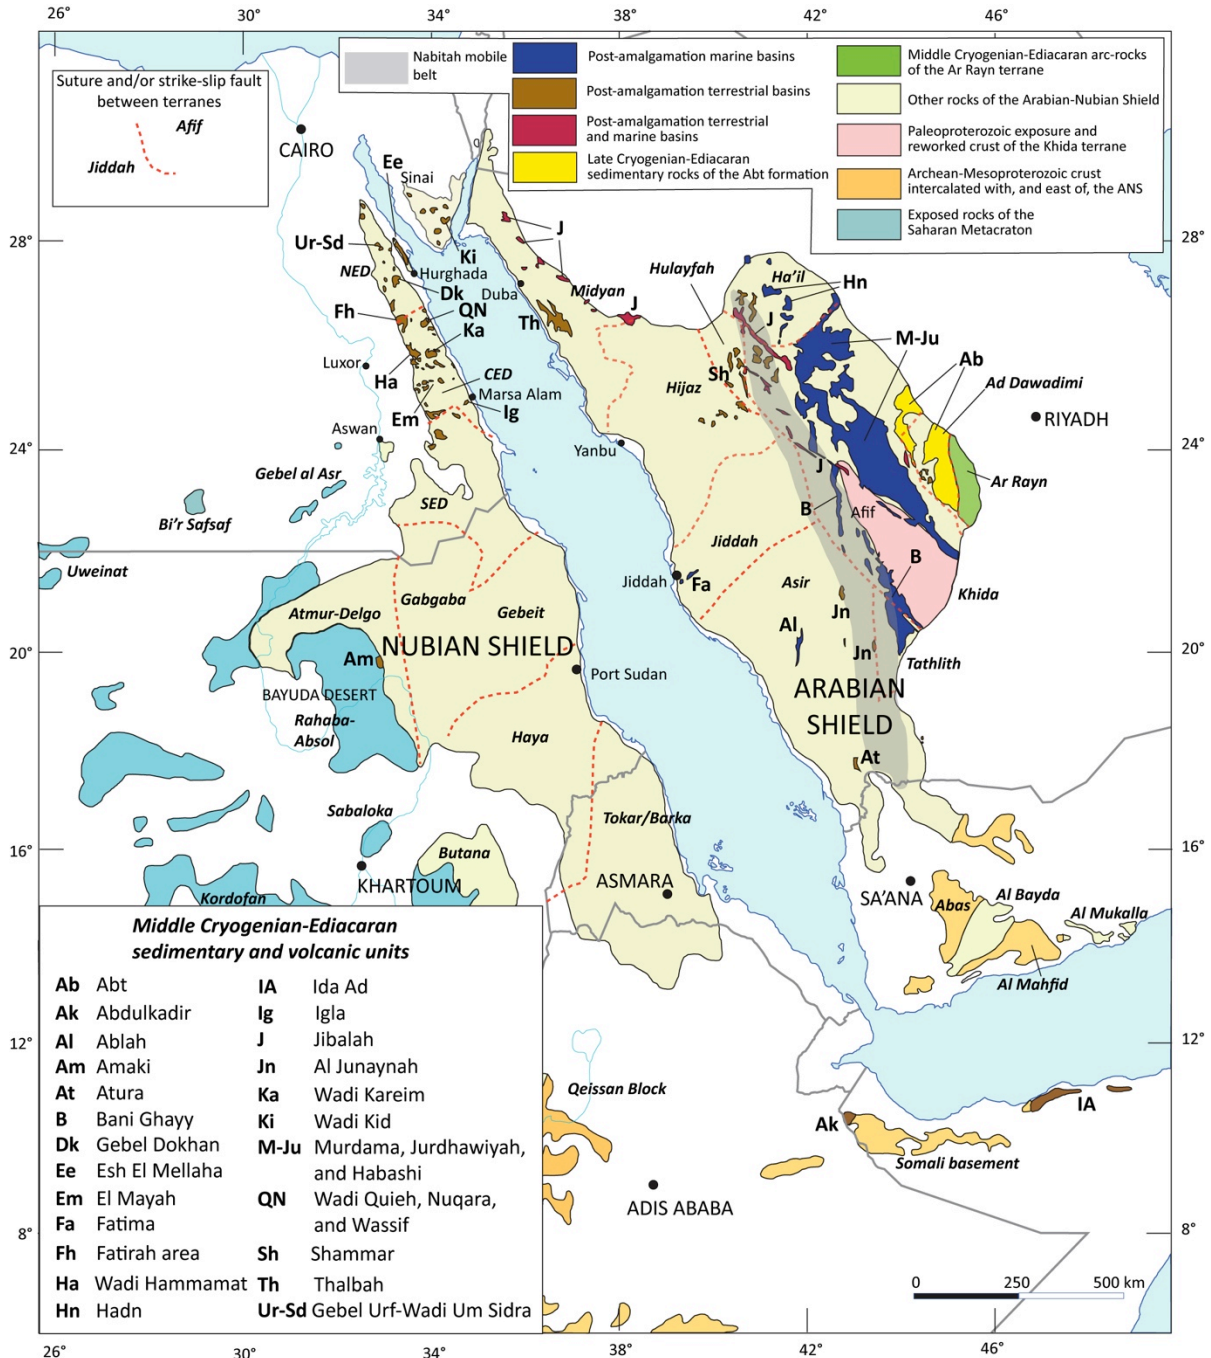 26°
30°
34°
38°
42°
46°
Suture and/or strike-slip fault
between terranes
Afif
Jiddah
Nabitah mobile
belt
Post-amalgamation marine basins
Post-amalgamation terrestrial basins
Post-amalgamation terrestrial
and marine basins
Late Cryogenian-Ediacaran
sedimentary rocks of the Abt formation
Middle Cryogenian-Ediacaran arc-rocks
of the Ar Rayn terrane
Other rocks of the Arabian-Nubian Shield
Paleoproterozoic exposure and
reworked crust of the Khida terrane
Archean-Mesoproterozoic crust
intercalated with, and east of, the ANS
Exposed rocks of the
Saharan Metacraton
CAIRO
Ee
Sinai
28°
28°
Ur-Sd
Ki
J
NED
Hurghada
Hulayfah
Ha'il
Hn
Dk
Duba
Midyan
Fh
QN
Th
J
J
Ka
M-Ju
Luxor
Ha
CED
Sh
Ab
Marsa Alam
Hijaz
Ad Dawadimi
Em
Ig
RIYADH
Aswan
24°
24°
Yanbu
Gebel al Asr
J
Ar Rayn
SED
B
Afif
Bi'r Safsaf
Jiddah
B
Uweinat
Jiddah
Fa
Asir
Khida
Gabgaba
Atmur-Delgo
Gebeit
Jn
Al
NUBIAN SHIELD
20°
20°
Am
Jn
Tathlith
Port Sudan
BAYUDA DESERT
ARABIAN
SHIELD
Rahaba-
Absol
Haya
At
Sabaloka
Tokar/Barka
16°
16°
Butana
KHARTOUM
ASMARA
SA'ANA
Kordofan
Abas
Al Bayda
Al Mukalla
Al Mahfid
Middle Cryogenian-Ediacaran
sedimentary and volcanic units
Ab Abt
Ak Abdulkadir
Al Ablah
Am Amaki
At Atura
B Bani Ghayy
Dk Gebel Dokhan
Ee Esh El Mellaha
Em El Mayah
Fa Fatima
Fh Fatirah area
Ha Wadi Hammamat
Hn Hadn
IA Ida Ad
Ig Igla
J Jibalah
Jn Al Junaynah
Ka Wadi Kareim
Ki Wadi Kid
M-Ju Murdama, Jurdhawiyah,
and Habashi
QN Wadi Quieh, Nuqara,
and Wassif
Sh Shammar
Th Thalbah
Ur-Sd Gebel Urf-Wadi Um Sidra
12°
12°
Qeissan Block
IA
Ak
Somali basement
ADIS ABABA
8°
8°
0 250 500 km
26°
30°
34°
38°
42°
46°